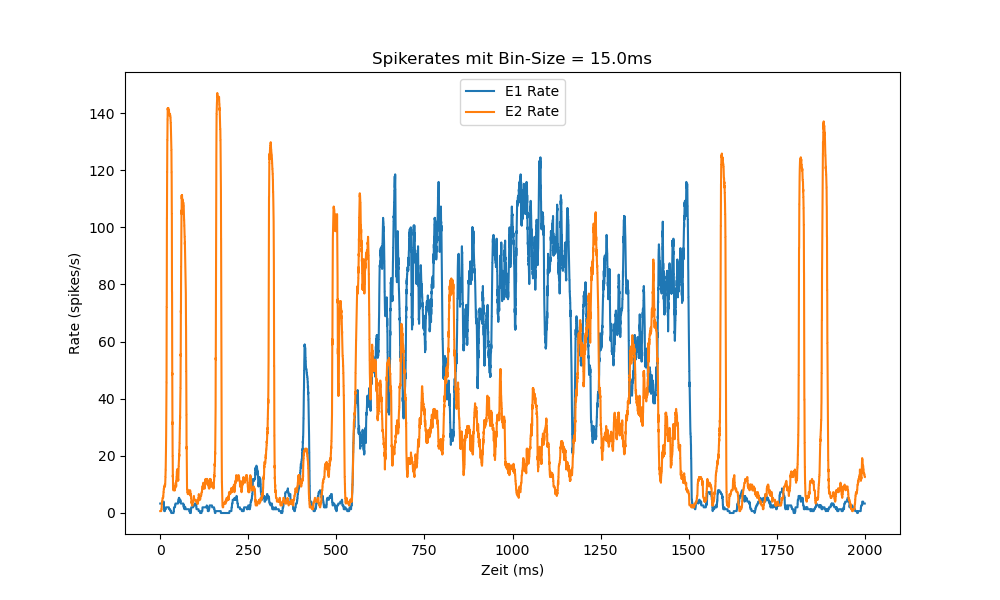 Spikerates mit Bin-Size = 15.0ms
E1 Rate
E2 Rate
Rate (spikes/s)
140
120
100
80
60
40
20
0
0 250 500 750 1000 1250 1500 1750 2000
Zeit (ms)